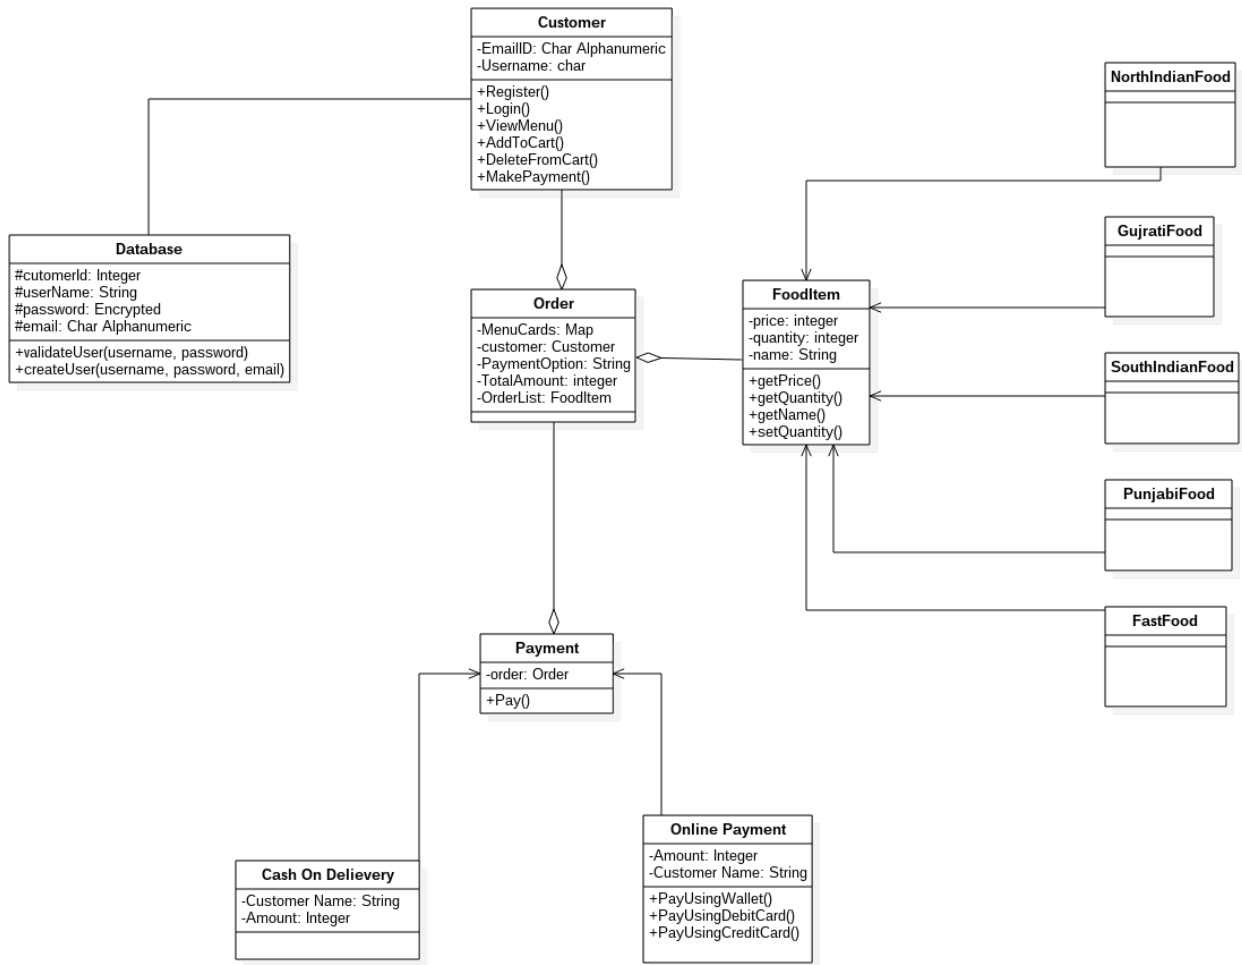 Customer
-EmailID: Char Alphanumeric
-Username: char
+Register()
+Login()
+ViewMenu()
+AddToCart()
+DeleteFromCart()
+MakePayment()
Database
#cutomerId: Integer
#userName: String
#password: Encrypted
#email: Char Alphanumeric
+validateUser(username, password)
+createUser(username, password, email)
Order
-MenuCards: Map
-customer: Customer
-PaymentOption: String
-TotalAmount: integer
-OrderList: FoodItem
FoodItem
-price: integer
-quantity: integer
-name: String
+getPrice()
+getQuantity()
+getName()
+setQuantity()
NorthIndianFood
GujratiFood
SouthIndianFood
PunjabiFood
FastFood
Payment
-order: Order
+Pay()
Cash On Delievery
-Customer Name: String
-Amount: Integer
Online Payment
-Amount: Integer
-Customer Name: String
+PayUsingWallet()
+PayUsingDebitCard()
+PayUsingCreditCard()